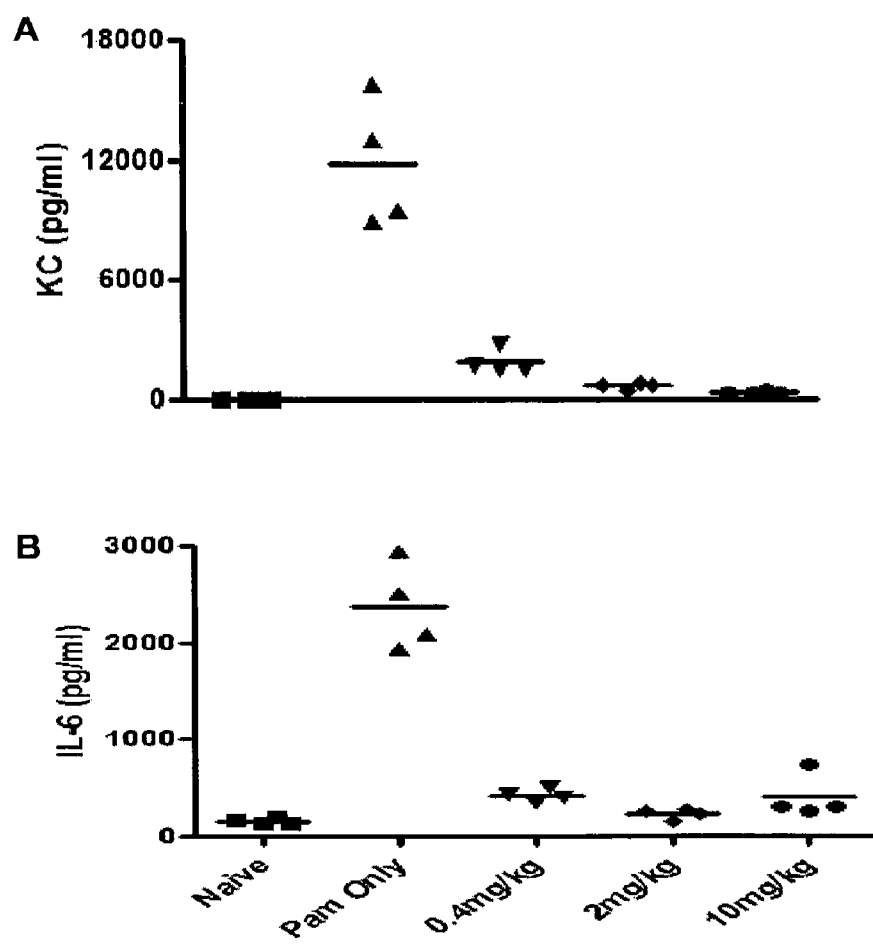 A
18000
12000
6000
0
KC (pg/ml)
B
3000
2000
1000
0
IL-6 (pg/ml)
Naïve
Pam Only
0.4mg/kg
2mg/kg
10mg/kg